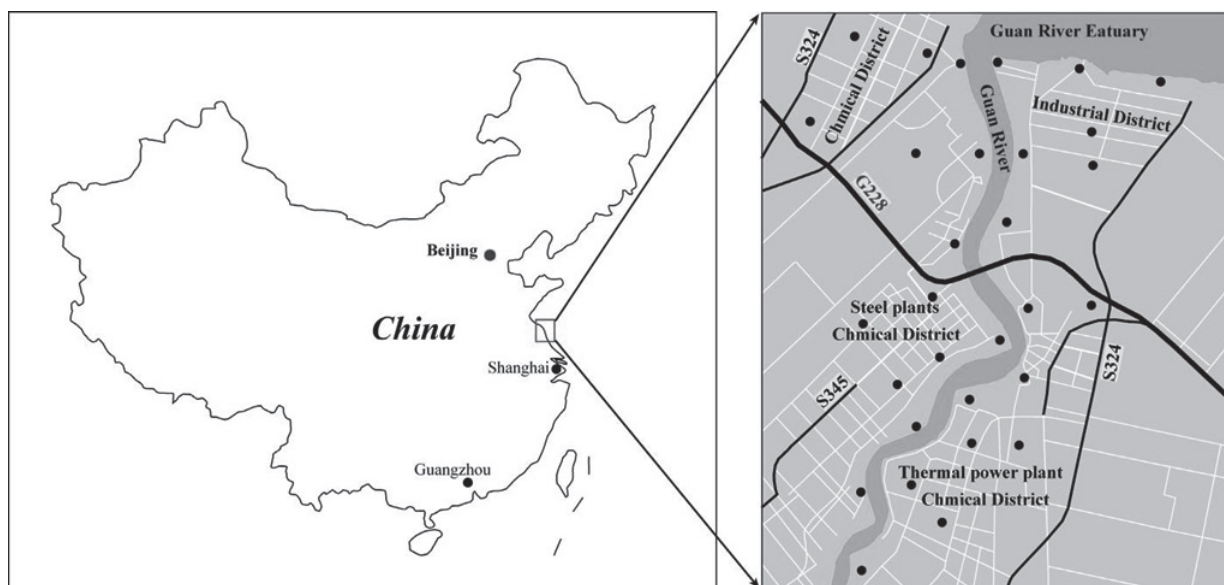 Beijing
China
Shanghai
Guangzhou
Guan River Eatuary
S324
Chmical District
Guan River
Industrial District
G228
Steel plants
Chmical District
S324
S345
Thermal power plant
Chmical District